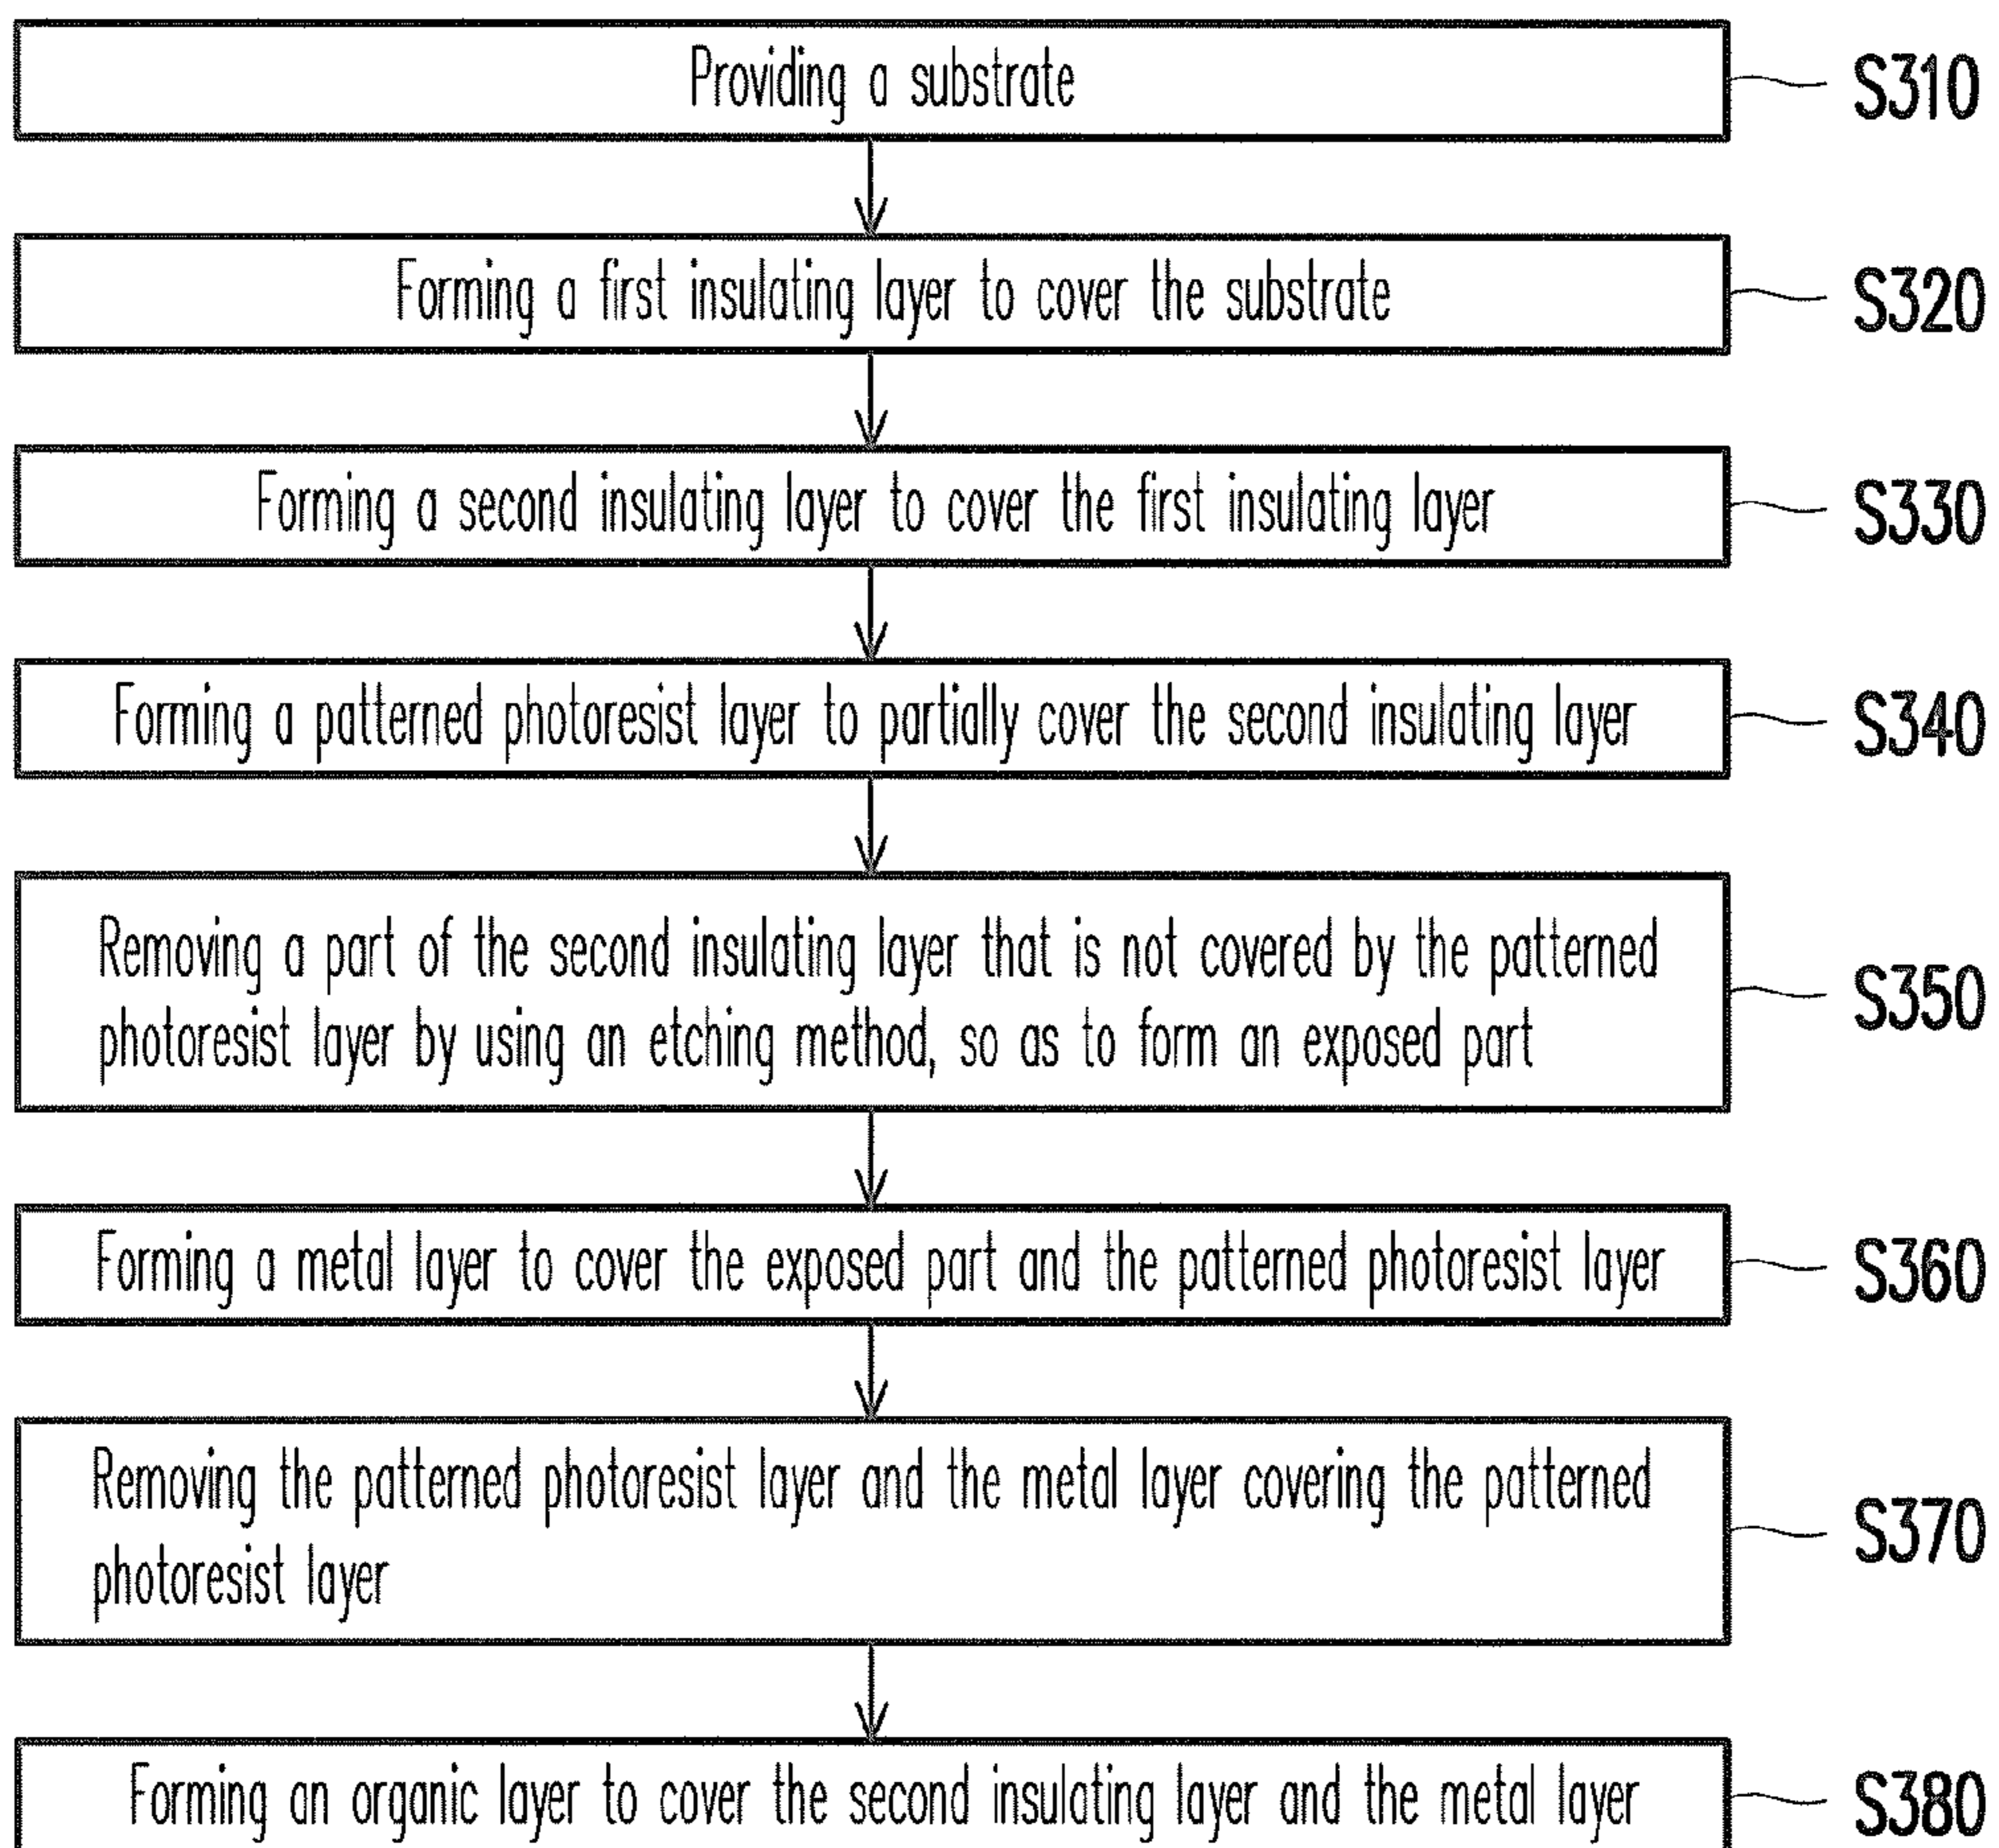 Providing a substrate
S310
Forming a first insulating layer to cover the substrate
S320
Forming a second insulating layer to cover the first insulating layer
S330
Forming a patterned photoresist layer to partially cover the second insulating layer
S340
Removing a part of the second insulating layer that is not covered by the patterned
photoresist layer by using an etching method, so as to form an exposed part
S350
Forming a metal layer to cover the exposed part and the patterned photoresist layer
S360
Removing the patterned photoresist layer and the metal layer covering the patterned
photoresist layer
S370
Forming an organic layer to cover the second insulating layer and the metal layer
S380